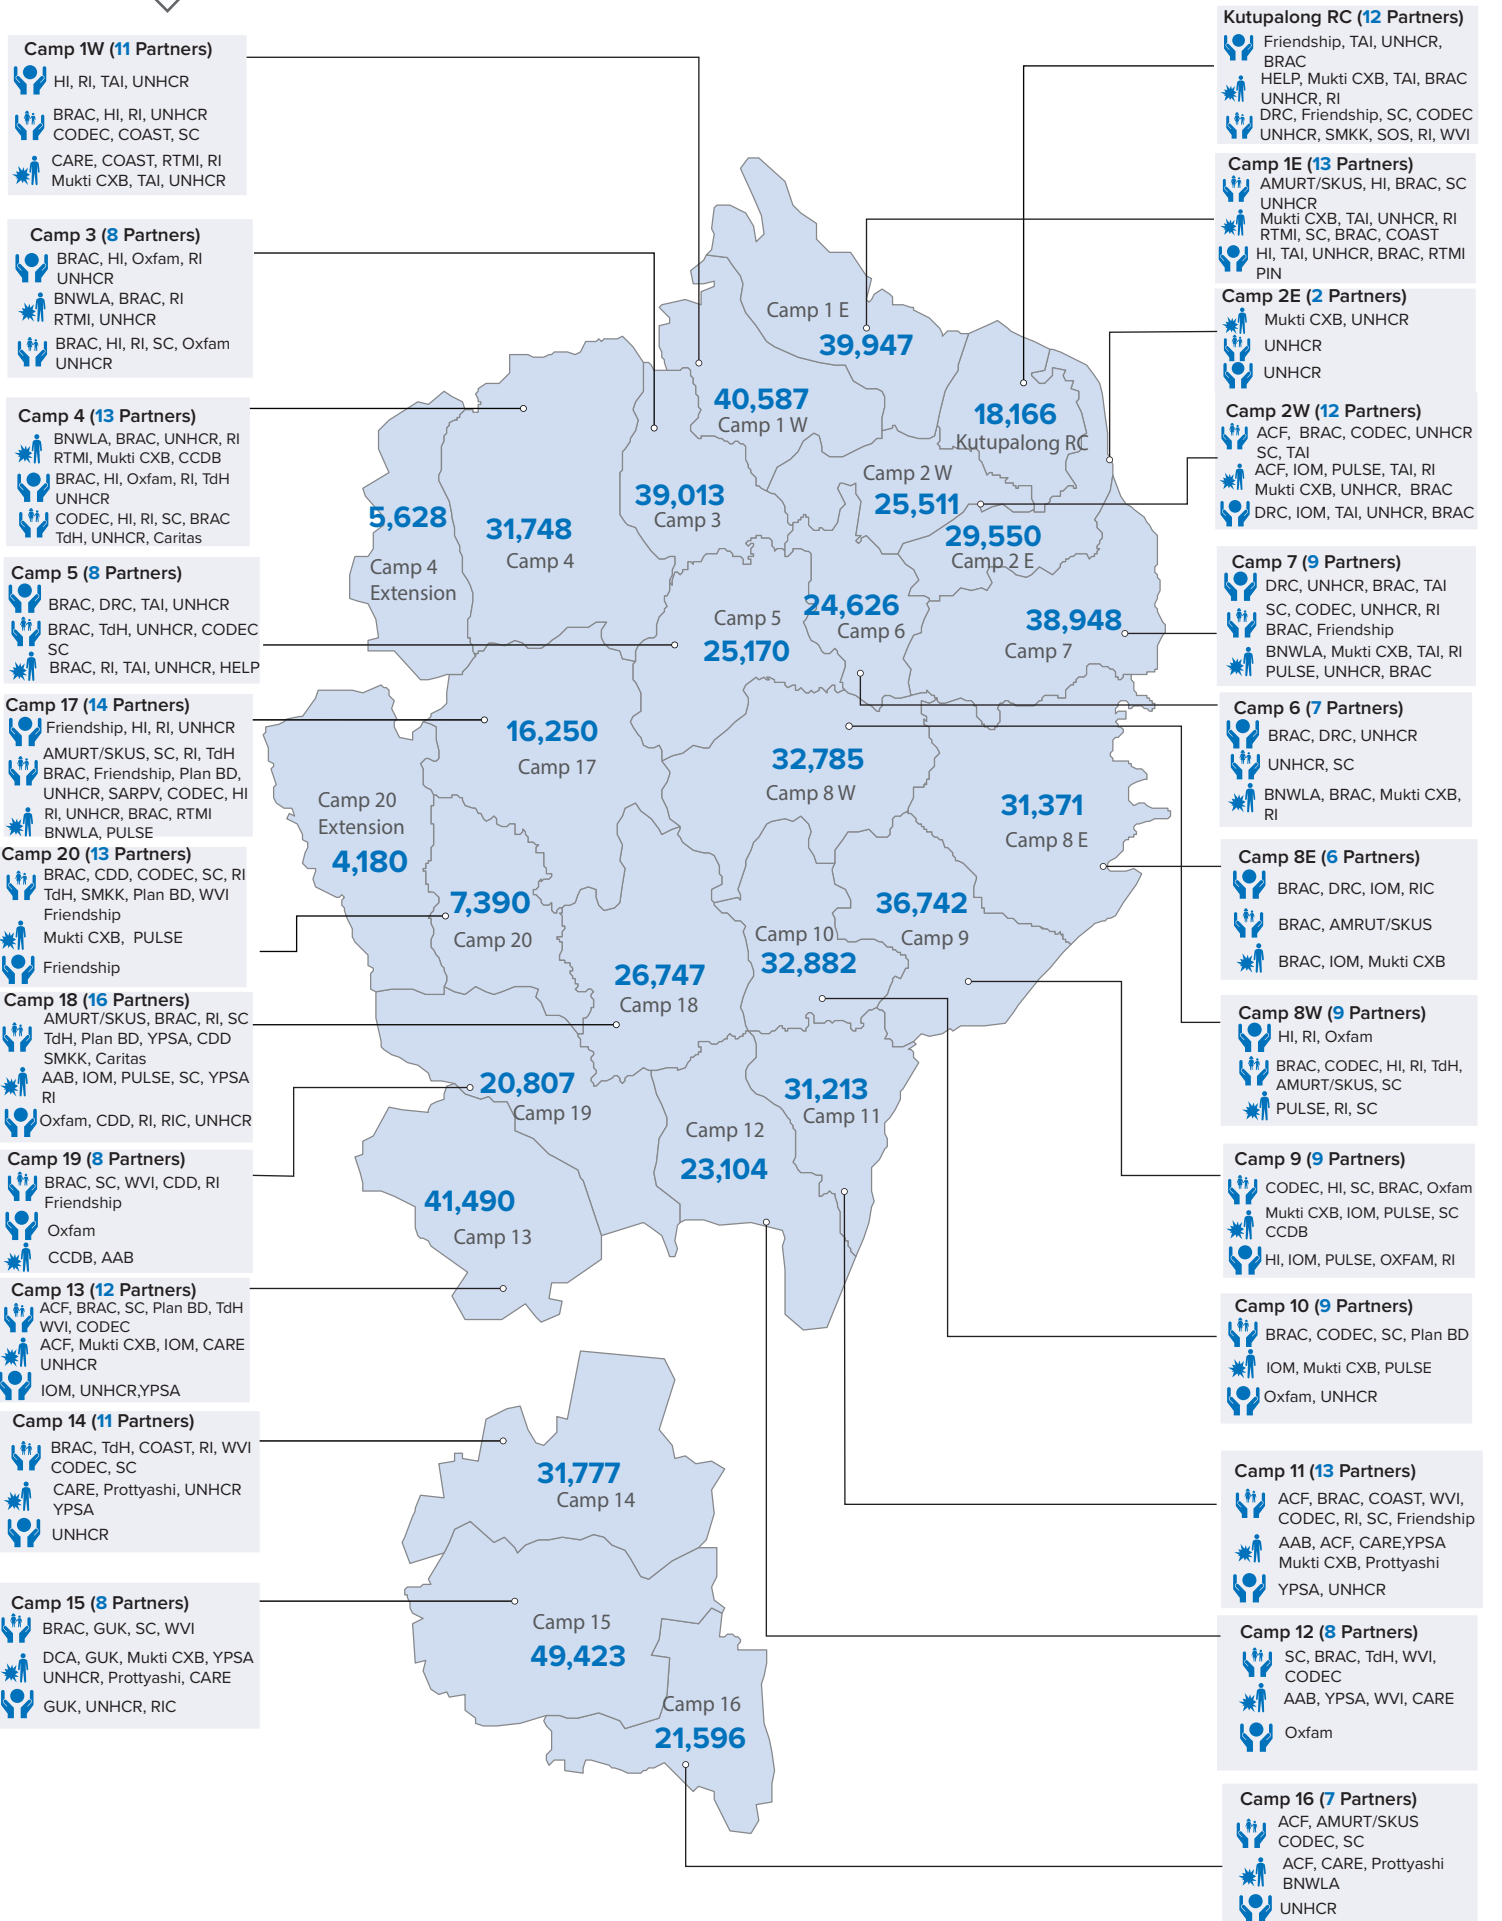 Camp 1W (11 Partners)
HI, RI, TAI, UNHCR
BRAC, HI, RI, UNHCR
CODEC, COAST, SC
CARE, COAST, RTMI, RI
Mukti CXB, TAI, UNHCR
Camp 3 (8 Partners)
BRAC, HI, Oxfam, RI
UNHCR
BNWLA, BRAC, RI
RTMI, UNHCR
BRAC, HI, RI, SC, Oxfam
UNHCR
Camp 4 (13 Partners)
BNWLA, BRAC, UNHCR, RI
RTMI, Mukti CXB, CCDB
BRAC, HI, Oxfam, RI, TdH
UNHCR
CODEC, HI, RI, SC, BRAC
TdH, UNHCR, Caritas
Camp 5 (8 Partners)
BRAC, DRC, TAI, UNHCR
BRAC, TdH, UNHCR, CODEC
SC
BRAC, RI, TAI, UNHCR, HELP
Camp 17 (14 Partners)
Friendship, HI, RI, UNHCR
AMURT/SKUS, SC, RI, TdH
BRAC, Friendship, Plan BD,
UNHCR, SARPV, CODEC, HI
RI, UNHCR, BRAC, RTMI
BNWLA, PULSE
Camp 20 (13 Partners)
BRAC, CDD, CODEC, SC, RI
TdH, SMKK, Plan BD, WVI
Friendship
Mukti CXB, PULSE
Friendship
Camp 18 (16 Partners)
AMURT/SKUS, BRAC, RI, SC
TdH, Plan BD, YPSA, CDD
SMKK, Caritas
AAB, IOM, PULSE, SC, YPSA
RI
Oxfam, CDD, RI, RIC, UNHCR
Camp 19 (8 Partners)
BRAC, SC, WVI, CDD, RI
Friendship
Oxfam
CCDB, AAB
Camp 13 (12 Partners)
ACF, BRAC, SC, Plan BD, TdH
WVI, CODEC
ACF, Mukti CXB, IOM, CARE
UNHCR
IOM, UNHCR,YPSA
Camp 14 (11 Partners)
BRAC, TdH, COAST, RI, WVI
CODEC, SC
CARE, Prottyashi, UNHCR
YPSA
UNHCR
Camp 15 (8 Partners)
BRAC, GUK, SC, WVI
DCA, GUK, Mukti CXB, YPSA
UNHCR, Prottyashi, CARE
GUK, UNHCR, RIC
Camp 1 E
39,947
40,587
Camp 1 W
18,166
Kutupalong RC
Camp 2 W
25,511
29,550
Camp 2 E
39,013
Camp 3
5,628
Camp 4
Extension
31,748
Camp 4
Camp 5
25,170
24,626
Camp 6
38,948
Camp 7
16,250
Camp 17
32,785
Camp 8 W
31,371
Camp 8 E
Camp 20
Extension
4,180
7,390
Camp 20
36,742
Camp 9
Camp 10
32,882
26,747
Camp 18
20,807
Camp 19
31,213
Camp 11
Camp 12
23,104
41,490
Camp 13
31,777
Camp 14
Camp 15
49,423
Camp 16
21,596
Kutupalong RC (12 Partners)
Friendship, TAI, UNHCR,
BRAC
HELP, Mukti CXB, TAI, BRAC
UNHCR, RI
DRC, Friendship, SC, CODEC
UNHCR, SMKK, SOS, RI, WVI
Camp 1E (13 Partners)
AMURT/SKUS, HI, BRAC, SC
UNHCR
Mukti CXB, TAI, UNHCR, RI
RTMI, SC, BRAC, COAST
HI, TAI, UNHCR, BRAC, RTMI
PIN
Camp 2E (2 Partners)
Mukti CXB, UNHCR
UNHCR
UNHCR
Camp 2W (12 Partners)
ACF, BRAC, CODEC, UNHCR
SC, TAI
ACF, IOM, PULSE, TAI, RI
Mukti CXB, UNHCR, BRAC
DRC, IOM, TAI, UNHCR, BRAC
Camp 7 (9 Partners)
DRC, UNHCR, BRAC, TAI
SC, CODEC, UNHCR, RI
BRAC, Friendship
BNWLA, Mukti CXB, TAI, RI
PULSE, UNHCR, BRAC
Camp 6 (7 Partners)
BRAC, DRC, UNHCR
UNHCR, SC
BNWLA, BRAC, Mukti CXB,
RI
Camp 8E (6 Partners)
BRAC, DRC, IOM, RIC
BRAC, AMRUT/SKUS
BRAC, IOM, Mukti CXB
Camp 8W (9 Partners)
HI, RI, Oxfam
BRAC, CODEC, HI, RI, TdH,
AMURT/SKUS, SC
PULSE, RI, SC
Camp 9 (9 Partners)
CODEC, HI, SC, BRAC, Oxfam
Mukti CXB, IOM, PULSE, SC
CCDB
HI, IOM, PULSE, OXFAM, RI
Camp 10 (9 Partners)
BRAC, CODEC, SC, Plan BD
IOM, Mukti CXB, PULSE
Oxfam, UNHCR
Camp 11 (13 Partners)
ACF, BRAC, COAST, WVI,
CODEC, RI, SC, Friendship
AAB, ACF, CARE,YPSA
Mukti CXB, Prottyashi
YPSA, UNHCR
Camp 12 (8 Partners)
SC, BRAC, TdH, WVI,
CODEC
AAB, YPSA, WVI, CARE
Oxfam
Camp 16 (7 Partners)
ACF, AMURT/SKUS
CODEC, SC
ACF, CARE, Prottyashi
BNWLA
UNHCR